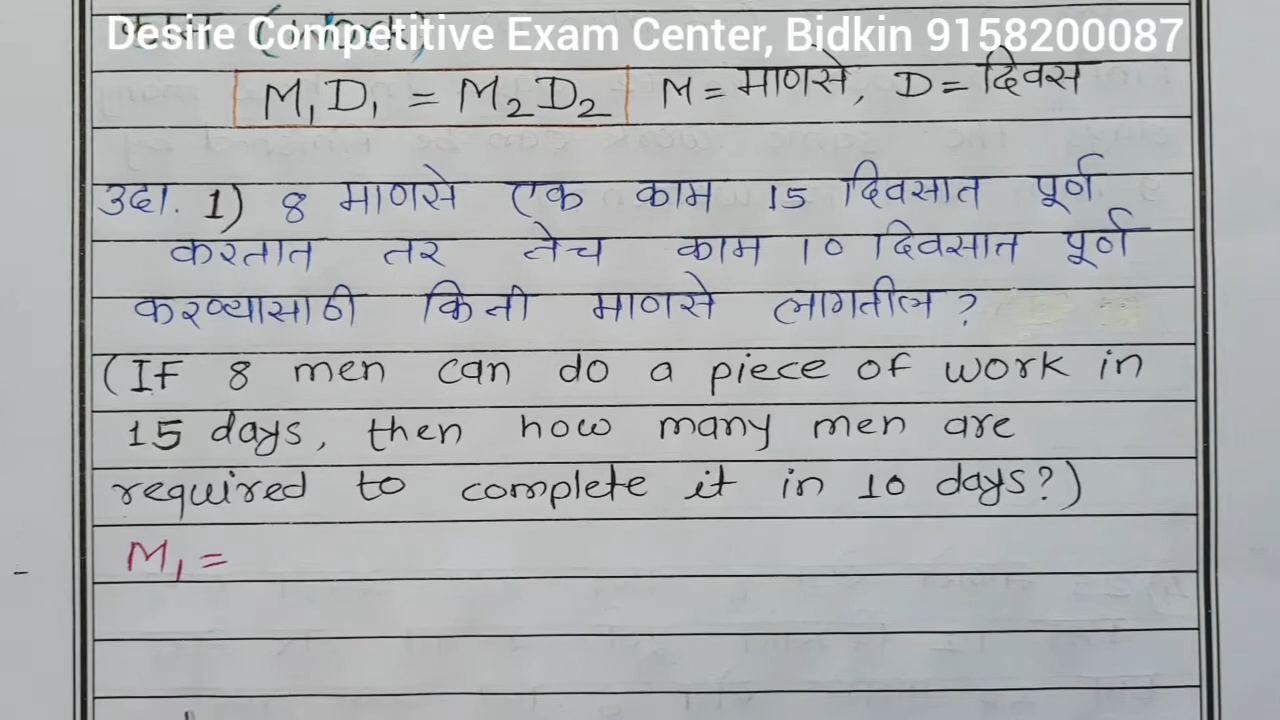 Desire Competitive Exam Center, Bidkin 9158200087
M₁D₁ = M₂D₂ M = माणसे, D = दिवस
उदा. 1) 8 माणसे एक काम 15 दिवसात पूर्ण
करतात तर तेच काम 10 दिवसात पूर्ण
करण्यासाठी किती माणसे लागतील?
(IF 8 men can do a piece of work in
15 days, then how many men are
required to complete it in 10 days?)
M₁ =